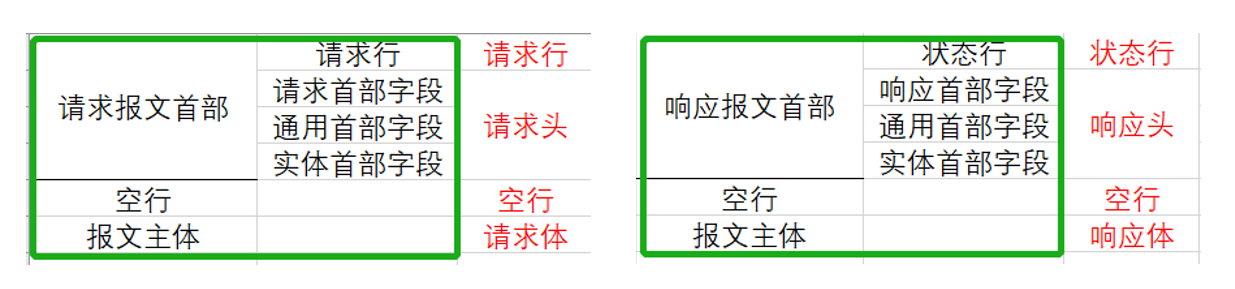 请求行 请求行
请求报文首部 请求首部字段
通用首部字段 请求头
实体首部字段
空行 空行
报文主体 请求体
状态行 状态行
响应报文首部 响应首部字段
通用首部字段 响应头
实体首部字段
空行 空行
报文主体 响应体